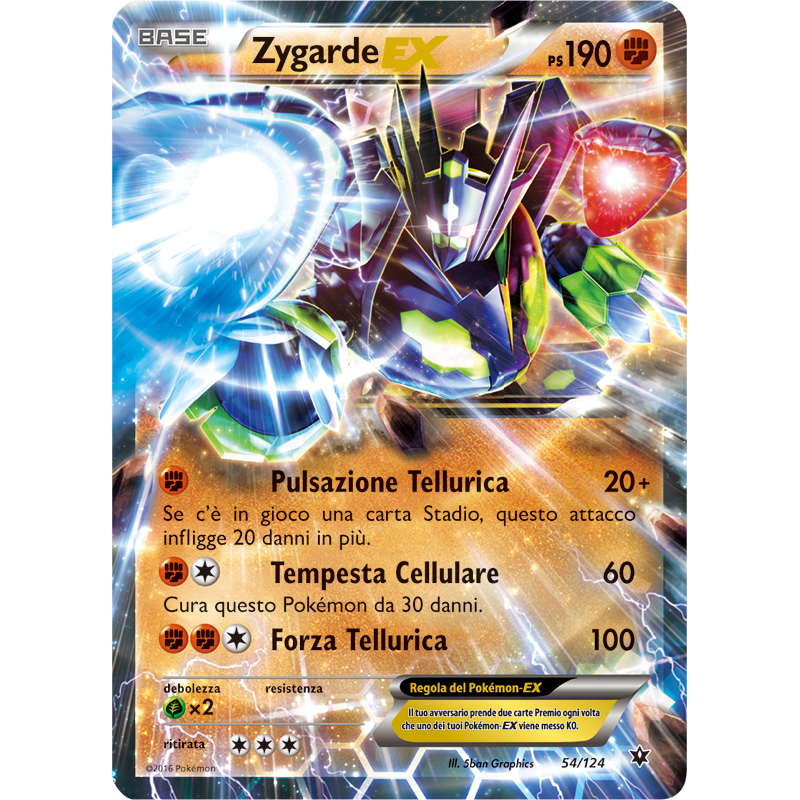 BASE
ZygardeEX
PS190
Pulsazione Tellurica 20+
Se c'è in gioco una carta Stadio, questo attacco
infligge 20 danni in più.
Tempesta Cellulare 60
Cura questo Pokémon da 30 danni.
Forza Tellurica 100
debolezza resistenza
×2
ritirata
Regola del Pokémon-EX
Il tuo avversario prende due carte Premio ogni volta
che uno dei tuoi Pokémon-EX viene messo KO.
©2016 Pokémon
Ill. 5ban Graphics 54/124